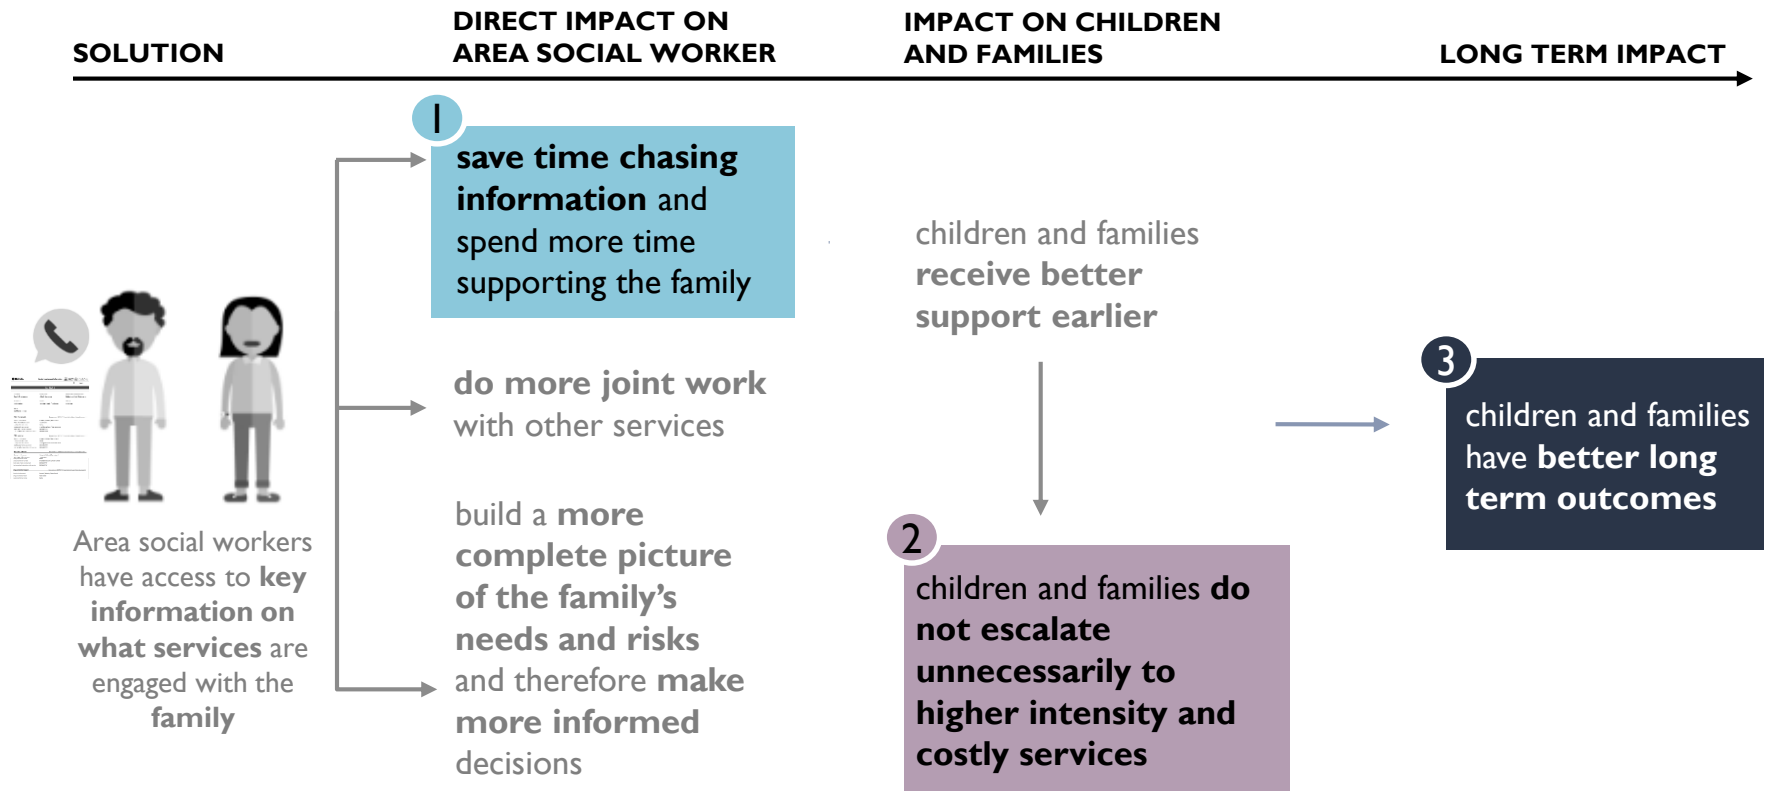 SOLUTION
DIRECT IMPACT ON
AREA SOCIAL WORKER
IMPACT ON CHILDREN
AND FAMILIES
LONG TERM IMPACT
Area social workers
have access to key
information on
what services are
engaged with the
family
1
save time chasing
information and
spend more time
supporting the family
do more joint work
with other services
build a more
complete picture
of the family’s
needs and risks
and therefore make
more informed
decisions
children and families
receive better
support earlier
2
children and families do
not escalate
unnecessarily to
higher intensity and
costly services
3
children and families
have better long
term outcomes